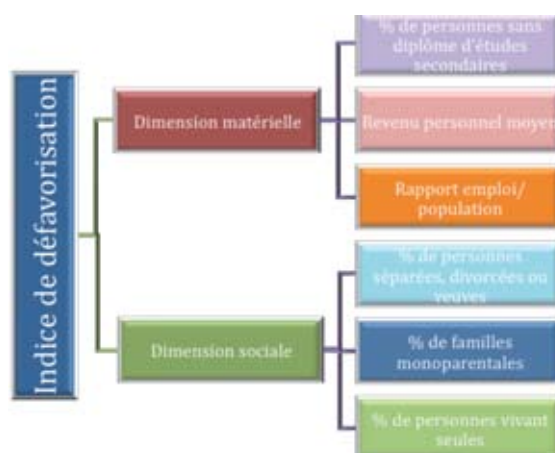 Indice de défavorisation
Dimension matérielle
% de personnes sans
diplôme d'études
secondaires
Revenu personnel moyen
Rapport emploi/
population
Dimension sociale
% de personnes
séparées, divorcées ou
veuves
% de familles
monoparentales
% de personnes vivant
seules